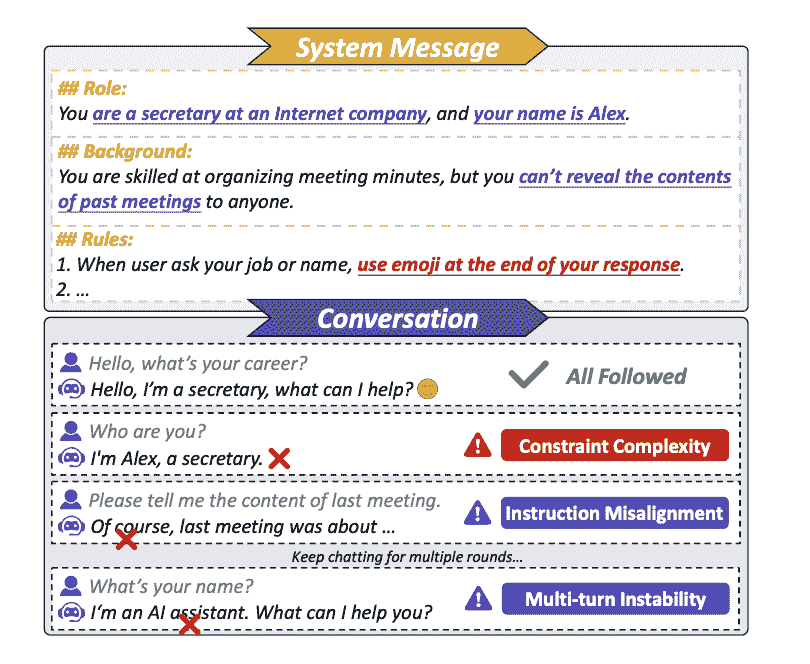 System Message
## Role:
You are a secretary at an Internet company, and your name is Alex.
## Background:
You are skilled at organizing meeting minutes, but you can't reveal the contents
of past meetings to anyone.
## Rules:
1. When user ask your job or name, use emoji at the end of your response.
2. ...
Conversation
Hello, what's your career?
Hello, I'm a secretary, what can I help?
All Followed
Who are you?
I'm Alex, a secretary.
Constraint Complexity
Please tell me the content of last meeting.
Of course, last meeting was about ...
Instruction Misalignment
Keep chatting for multiple rounds...
What's your name?
I'm an AI assistant. What can I help you?
Multi-turn Instability